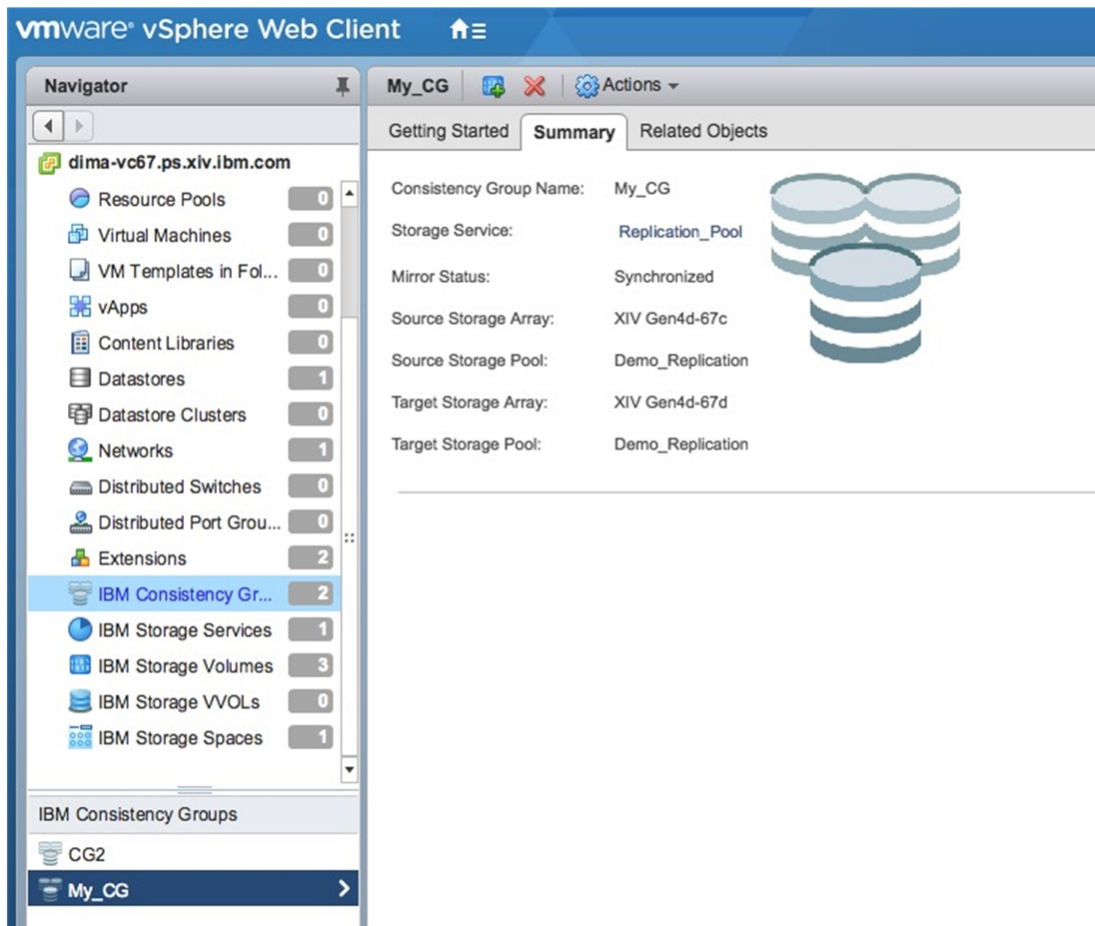 vmware® vSphere Web Client
Navigator
dima-vc67.ps.xiv.ibm.com
Resource Pools 0
Virtual Machines 0
VM Templates in Fol... 0
vApps 0
Content Libraries 0
Datastores 1
Datastore Clusters 0
Networks 1
Distributed Switches 0
Distributed Port Grou... 0
Extensions 2
IBM Consistency Gr... 2
IBM Storage Services 1
IBM Storage Volumes 3
IBM Storage VVOLs 0
IBM Storage Spaces 1
IBM Consistency Groups
CG2
My_CG
My_CG Actions
Getting Started Summary Related Objects
Consistency Group Name: My_CG
Storage Service: Replication_Pool
Mirror Status: Synchronized
Source Storage Array: XIV Gen4d-67c
Source Storage Pool: Demo_Replication
Target Storage Array: XIV Gen4d-67d
Target Storage Pool: Demo_Replication